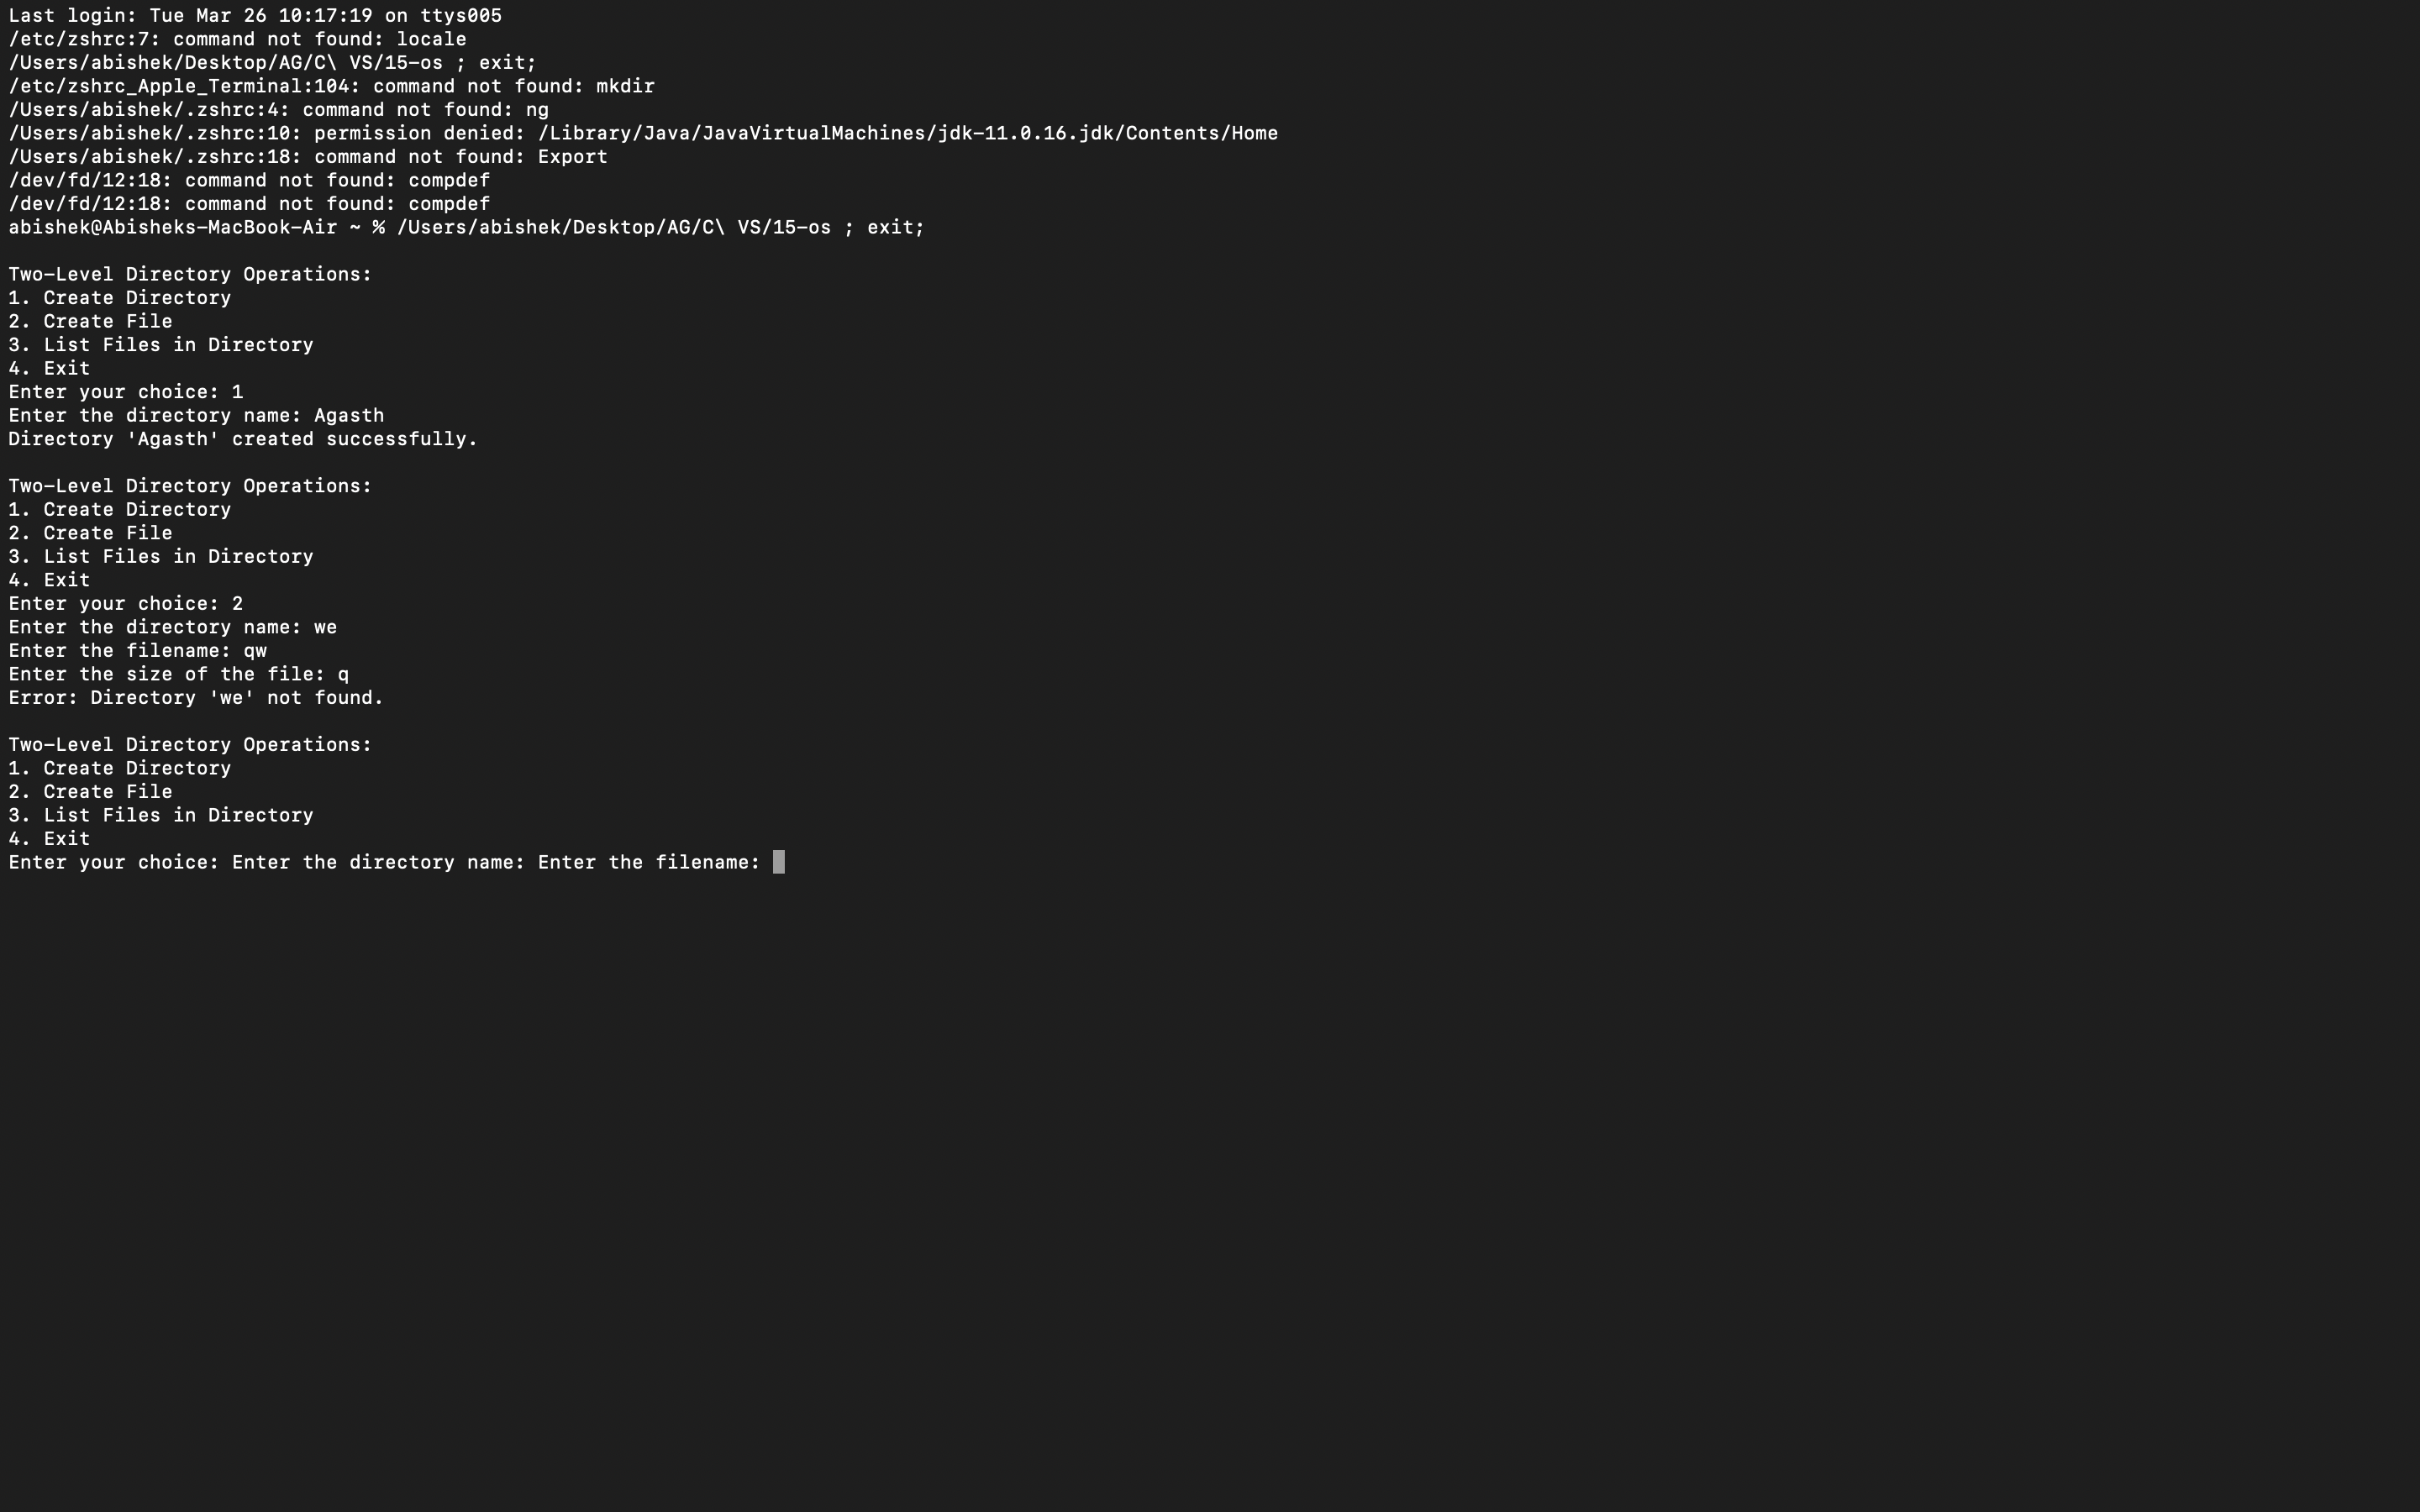 Last login: Tue Mar 26 10:17:19 on ttys005
/etc/zshrc:7: command not found: locale
/Users/abishek/Desktop/AG/C\ VS/15-os ; exit;
/etc/zshrc_Apple_Terminal:104: command not found: mkdir
/Users/abishek/.zshrc:4: command not found: ng
/Users/abishek/.zshrc:10: permission denied: /Library/Java/JavaVirtualMachines/jdk-11.0.16.jdk/Contents/Home
/Users/abishek/.zshrc:18: command not found: Export
/dev/fd/12:18: command not found: compdef
/dev/fd/12:18: command not found: compdef
abishek@Abisheks-MacBook-Air ~ % /Users/abishek/Desktop/AG/C\ VS/15-os ; exit;

Two-Level Directory Operations:
1. Create Directory
2. Create File
3. List Files in Directory
4. Exit
Enter your choice: 1
Enter the directory name: Agasth
Directory 'Agasth' created successfully.

Two-Level Directory Operations:
1. Create Directory
2. Create File
3. List Files in Directory
4. Exit
Enter your choice: 2
Enter the directory name: we
Enter the filename: qw
Enter the size of the file: q
Error: Directory 'we' not found.

Two-Level Directory Operations:
1. Create Directory
2. Create File
3. List Files in Directory
4. Exit
Enter your choice: Enter the directory name: Enter the filename: